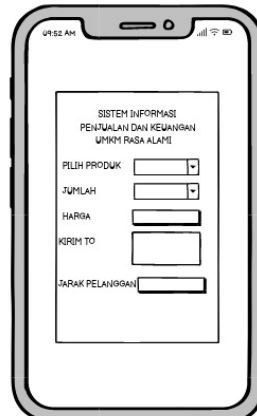 09:52 AM
SISTEM INFORMASI
PENJUALAN DAN KEUANGAN
UMKM RASA ALAMI
PILIH PRODUK
JUMLAH
HARGA
KIRIM TO
JARAK PELANGGAN